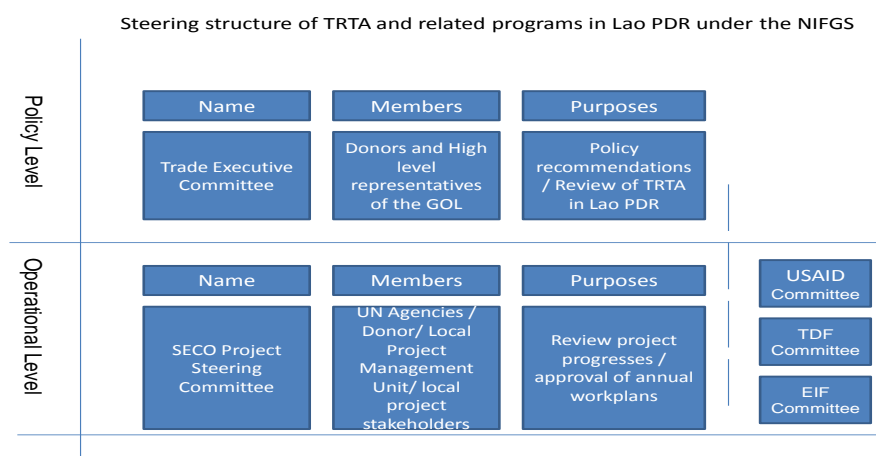 Steering structure of TRTA and related programs in Lao PDR under the NIFGS
Policy Level
Name
Members
Purposes
Trade Executive
Committee
Donors and High
level
representatives
of the GOL
Policy
recommendations
/ Review of TRTA
in Lao PDR
Operational Level
Name
Members
Purposes
SECO Project
Steering
Committee
UN Agencies /
Donor/ Local
Project
Management
Unit/ local
project
stakeholders
Review project
progresses /
approval of annual
workplans
USAID
Committee
TDF
Committee
EIF
Committee